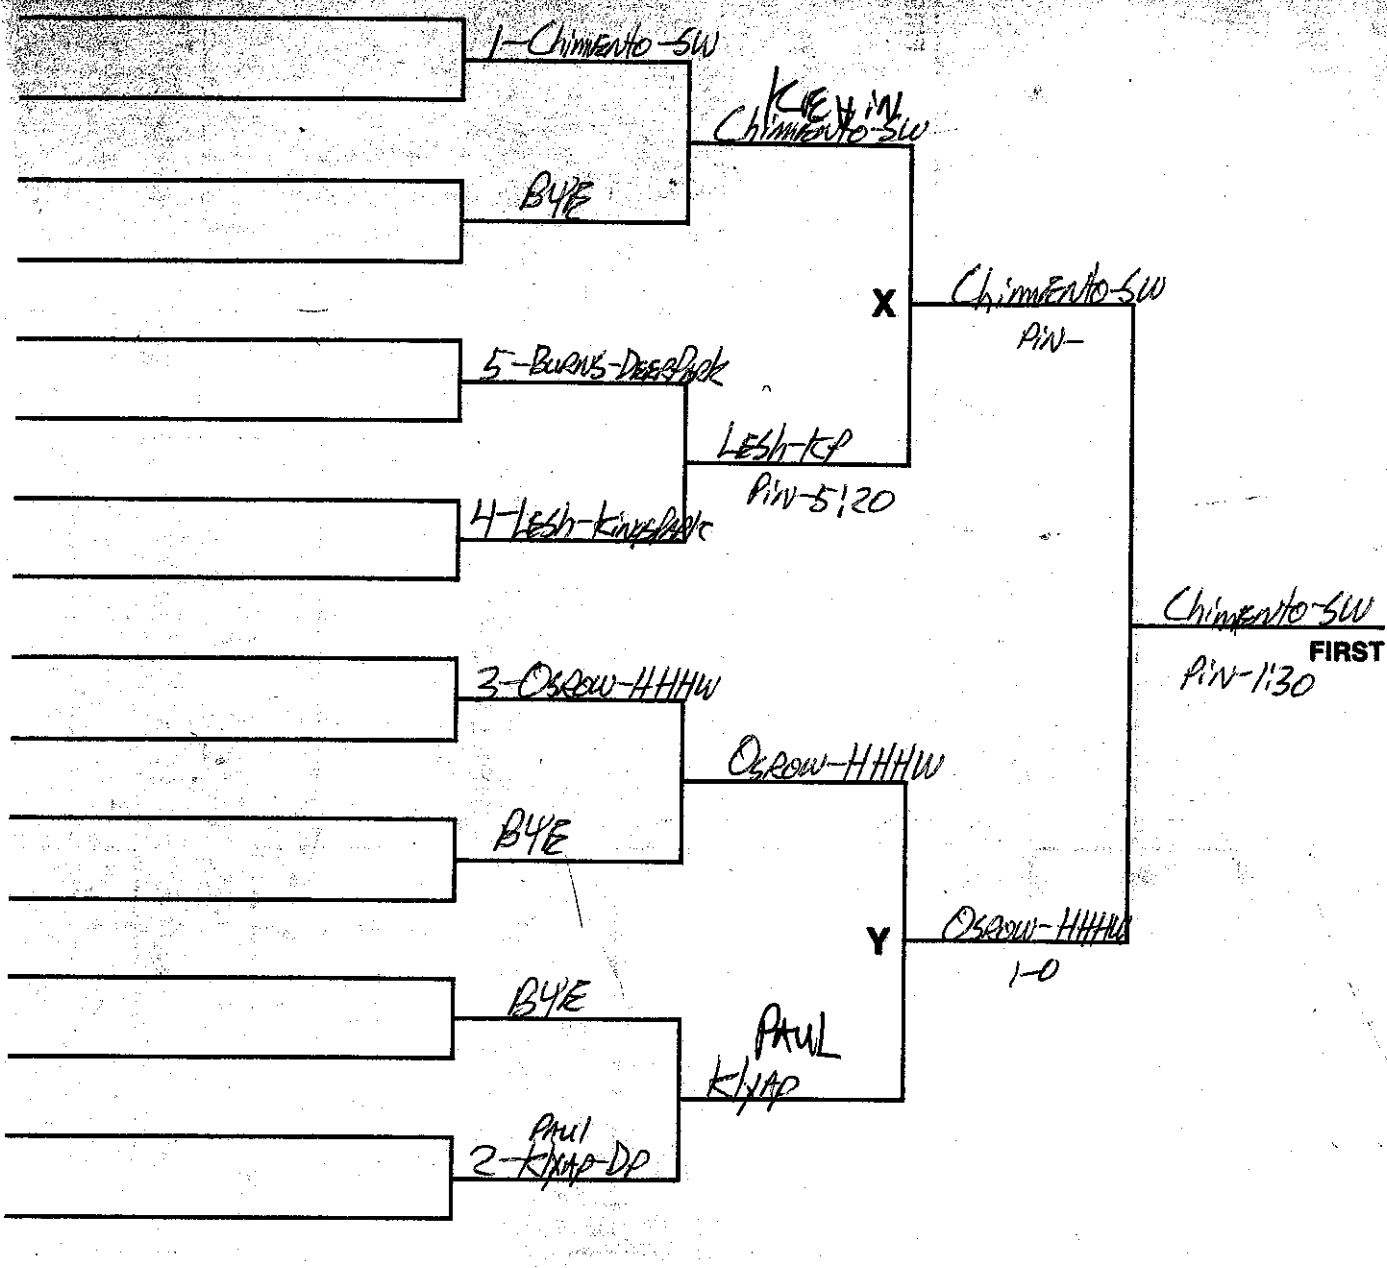 1-Chimento-SW
KEVIN
Chimento-SW
BYE
X
Chimento-SW
PiN-
5-BURNS-DEERPARK
LESh-KP
PiN-5:20
4-LESh-KINGSPARK
Chimento-SW
FIRST
PiN-1:30
3-OSROW-HHHW
OSROW-HHHW
BYE
Y
OSROW-HHHW
1-0
BYE
PAUL
PAUL
2-
-DP